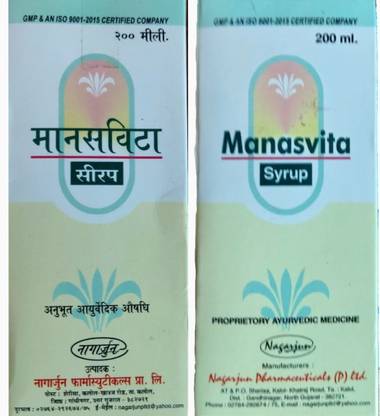 GMP & AN ISO 9001-2015 CERTIFIED COMPANY
२०० मीली.
मानसविटा
सीरप
अनुभूत आयुर्वेदिक औषधि
नागार्जुन
उत्पादक :
नागार्जुन फार्मास्युटीकल्स प्रा. लि.
GMP & AN ISO 9001-2015 CERTIFIED COMPANY
200 ml.
Manasvita
Syrup
PROPRIETARY AYURVEDIC MEDICINE
Nagarjun
Manufacturers :
Nagarjun Pharmaceuticals (P) Ltd.
Dist. : Gandhinagar, North Gujarat - 382721